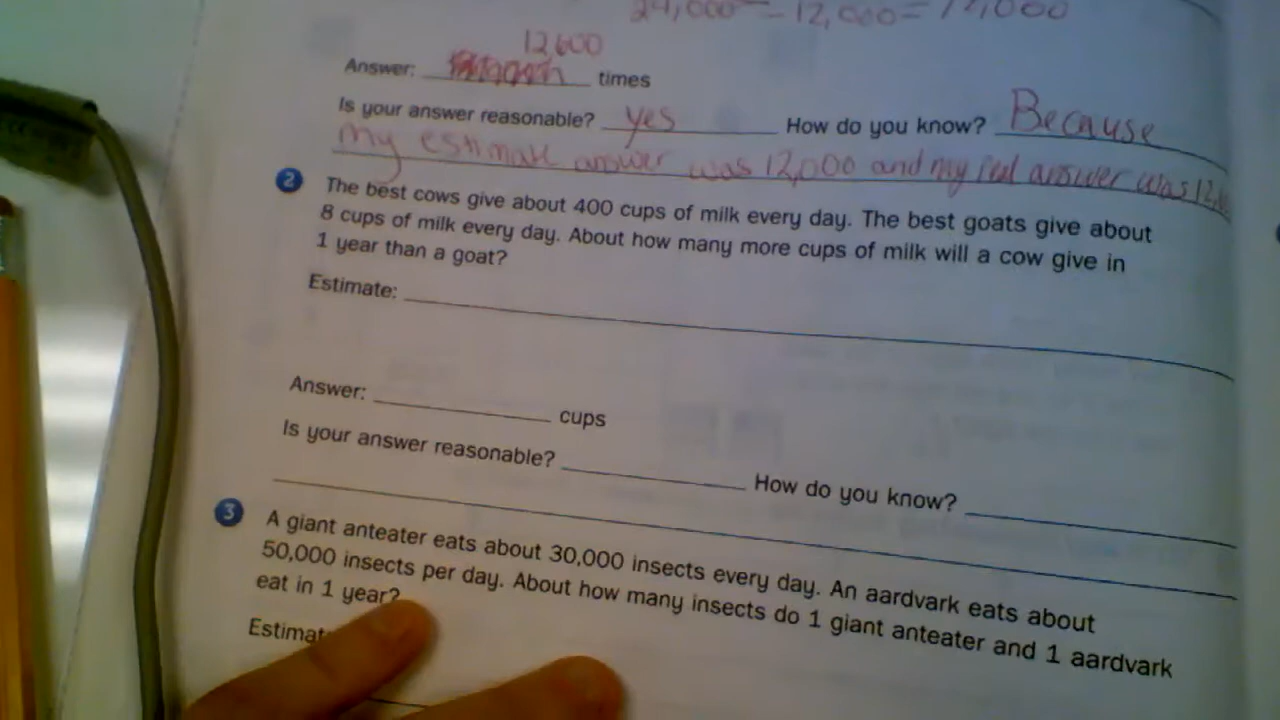 24,000 - 12,000 = 12,000
12,600
Answer: times
Is your answer reasonable? yes How do you know? Because
my estimate answer was 12,000 and my real answer was
2 The best cows give about 400 cups of milk every day. The best goats give about
8 cups of milk every day. About how many more cups of milk will a cow give in
1 year than a goat?
Estimate:
Answer: cups
Is your answer reasonable? How do you know?
3 A giant anteater eats about 30,000 insects every day. An aardvark eats about
50,000 insects per day. About how many insects do 1 giant anteater and 1 aardvark
eat in 1 year?
Estimat